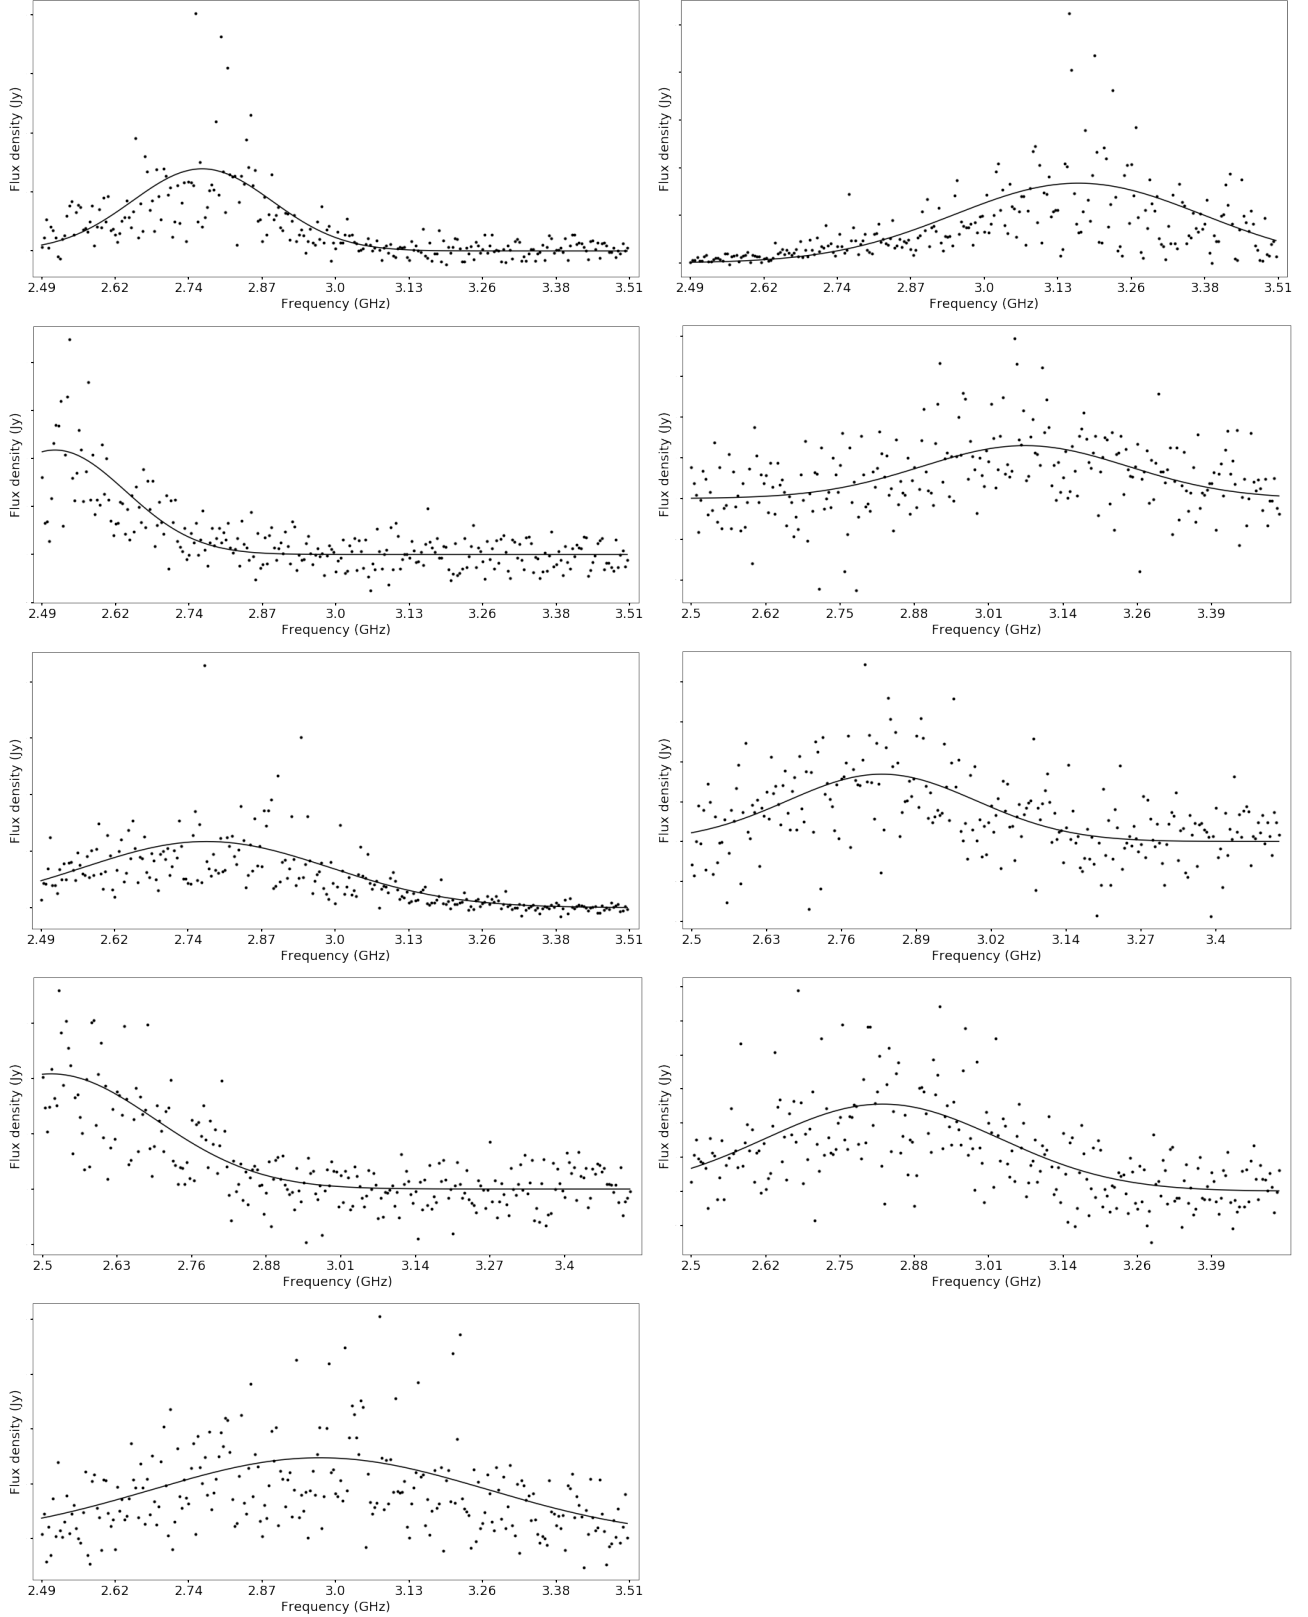 Flux density (Jy)
2.49 2.62 2.74 2.87 3.0 3.13 3.26 3.38 3.51
Frequency (GHz)
Flux density (Jy)
2.49 2.62 2.74 2.87 3.0 3.13 3.26 3.38 3.51
Frequency (GHz)
Flux density (Jy)
2.49 2.62 2.74 2.87 3.0 3.13 3.26 3.38 3.51
Frequency (GHz)
Flux density (Jy)
2.5 2.62 2.75 2.88 3.01 3.14 3.26 3.39
Frequency (GHz)
Flux density (Jy)
2.49 2.62 2.74 2.87 3.0 3.13 3.26 3.38 3.51
Frequency (GHz)
Flux density (Jy)
2.5 2.63 2.76 2.89 3.02 3.14 3.27 3.4
Frequency (GHz)
Flux density (Jy)
2.5 2.63 2.76 2.88 3.01 3.14 3.27 3.4
Frequency (GHz)
Flux density (Jy)
2.5 2.62 2.75 2.88 3.01 3.14 3.26 3.39
Frequency (GHz)
Flux density (Jy)
2.49 2.62 2.74 2.87 3.0 3.13 3.26 3.38 3.51
Frequency (GHz)